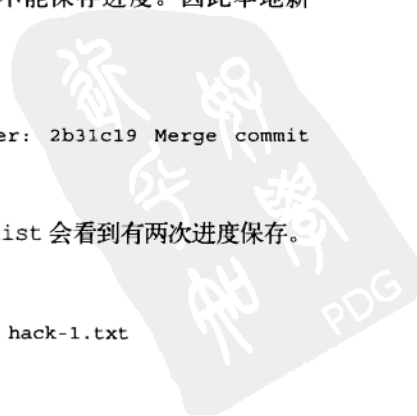 不能保存进度。因此本地新
er: 2b31c19 Merge commit
ist 会看到有两次进度保存。
hack-1.txt
PDG